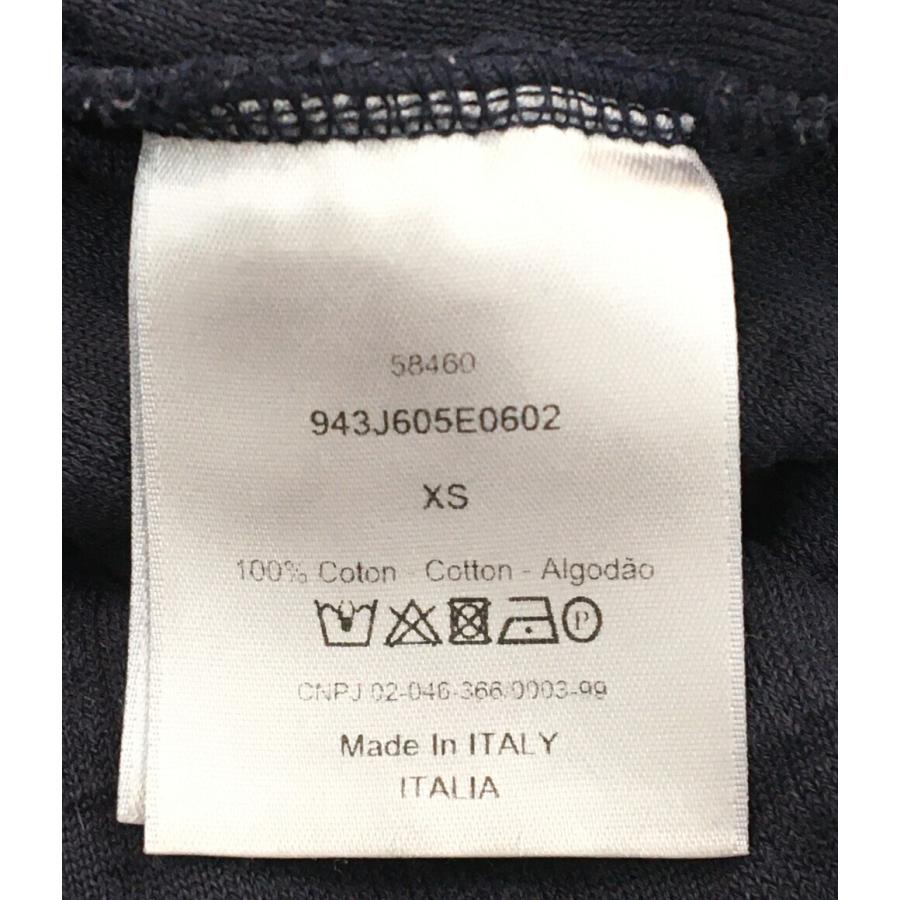 58460
943J605E0602
XS
100% Coton - Cotton - Algodão
P
CNPJ 02-046-366/0003-99
Made In ITALY
ITALIA